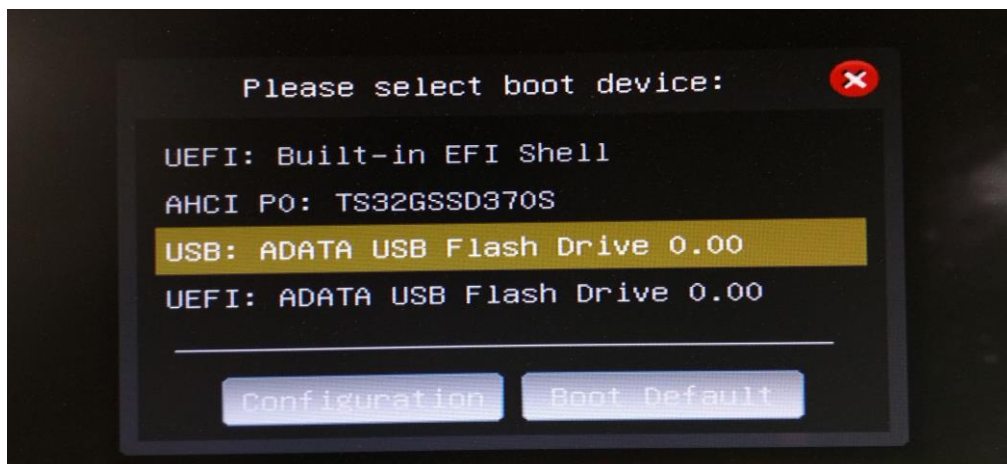 Please select boot device:
UEFI: Built-in EFI Shell
AHCI P0: TS32GSSD370S
USB: ADATA USB Flash Drive 0.00
UEFI: ADATA USB Flash Drive 0.00
Configuration
Boot Default